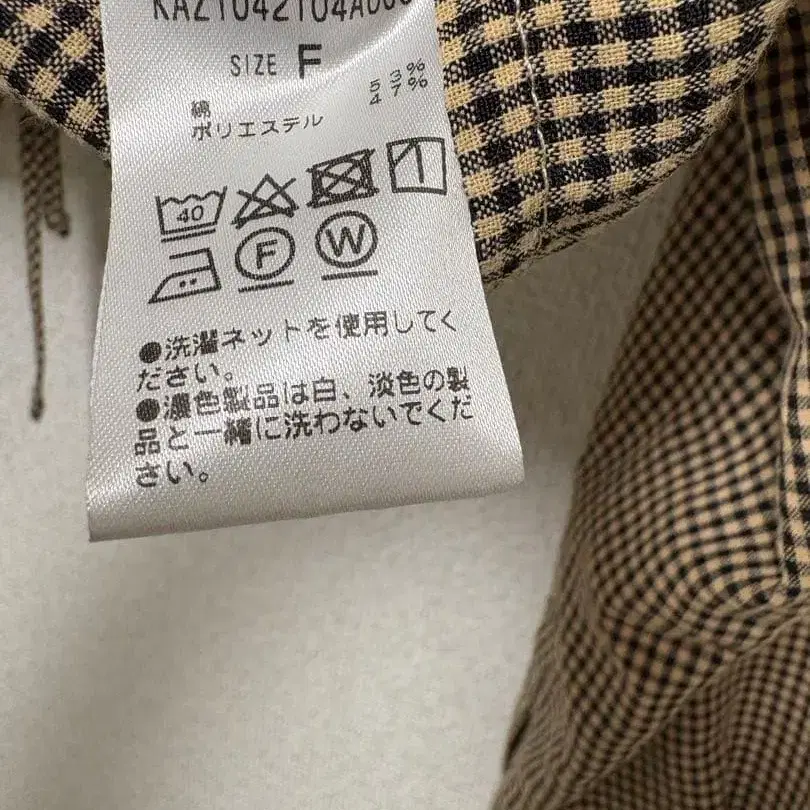 KAZ1042104A006
SIZE F
綿 53%
ポリエステル 47%
40
F W
●洗濯ネットを使用してく
ださい。
●濃色製品は白、淡色の製
品と一緒に洗わないでくだ
さい。